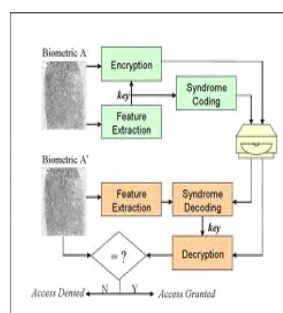 Biometric A
Encryption
key
Syndrome
Coding
Feature
Extraction
Biometric A'
Feature
Extraction
Syndrome
Decoding
key
Decryption
= ?
N
Y
Access Denied
Access Granted